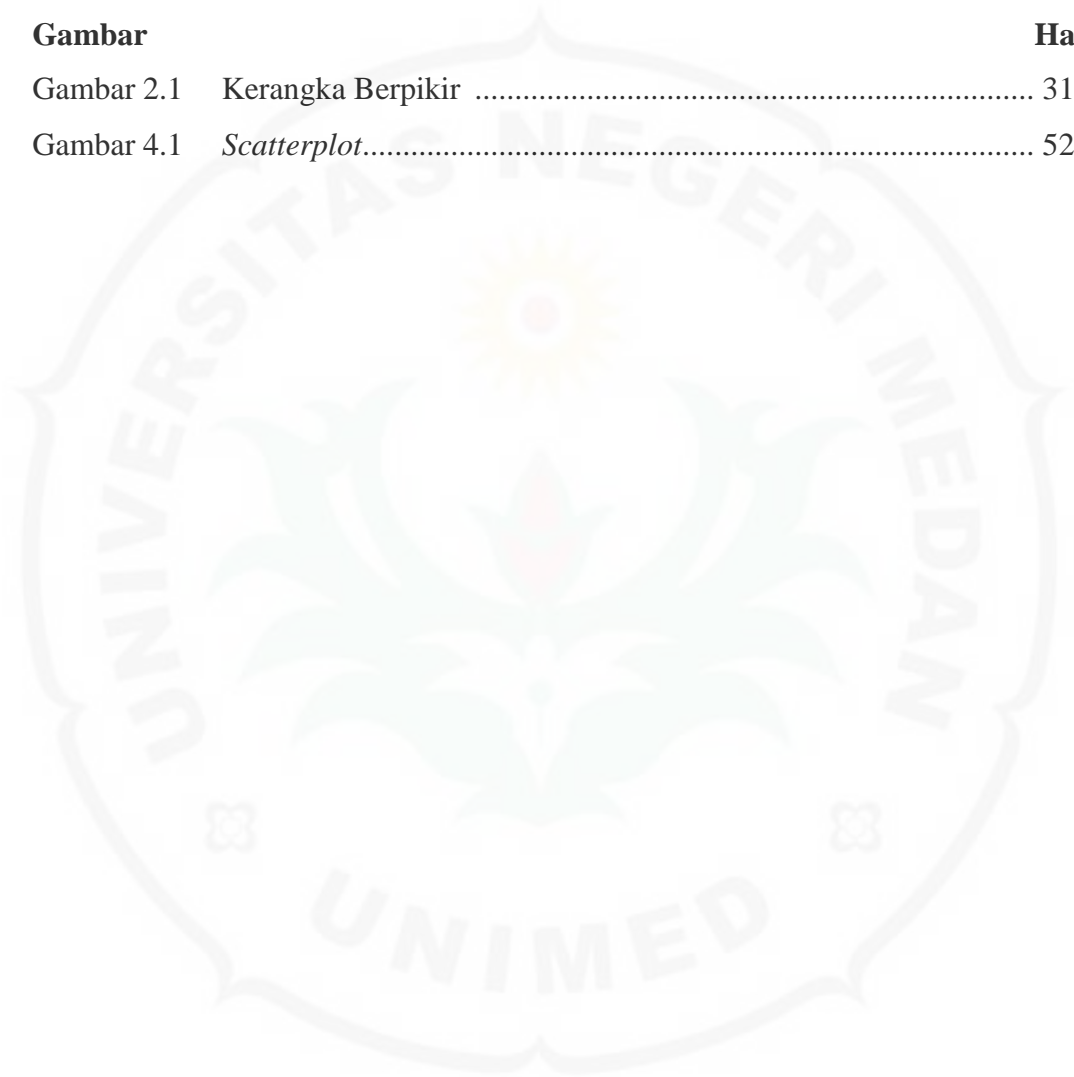 Gambar Ha
Gambar 2.1 Kerangka Berpikir ...................................................................... 31
Gambar 4.1 Scatterplot.................................................................................... 52
UNIVERSITAS NEGERI MEDAN
UNIMED